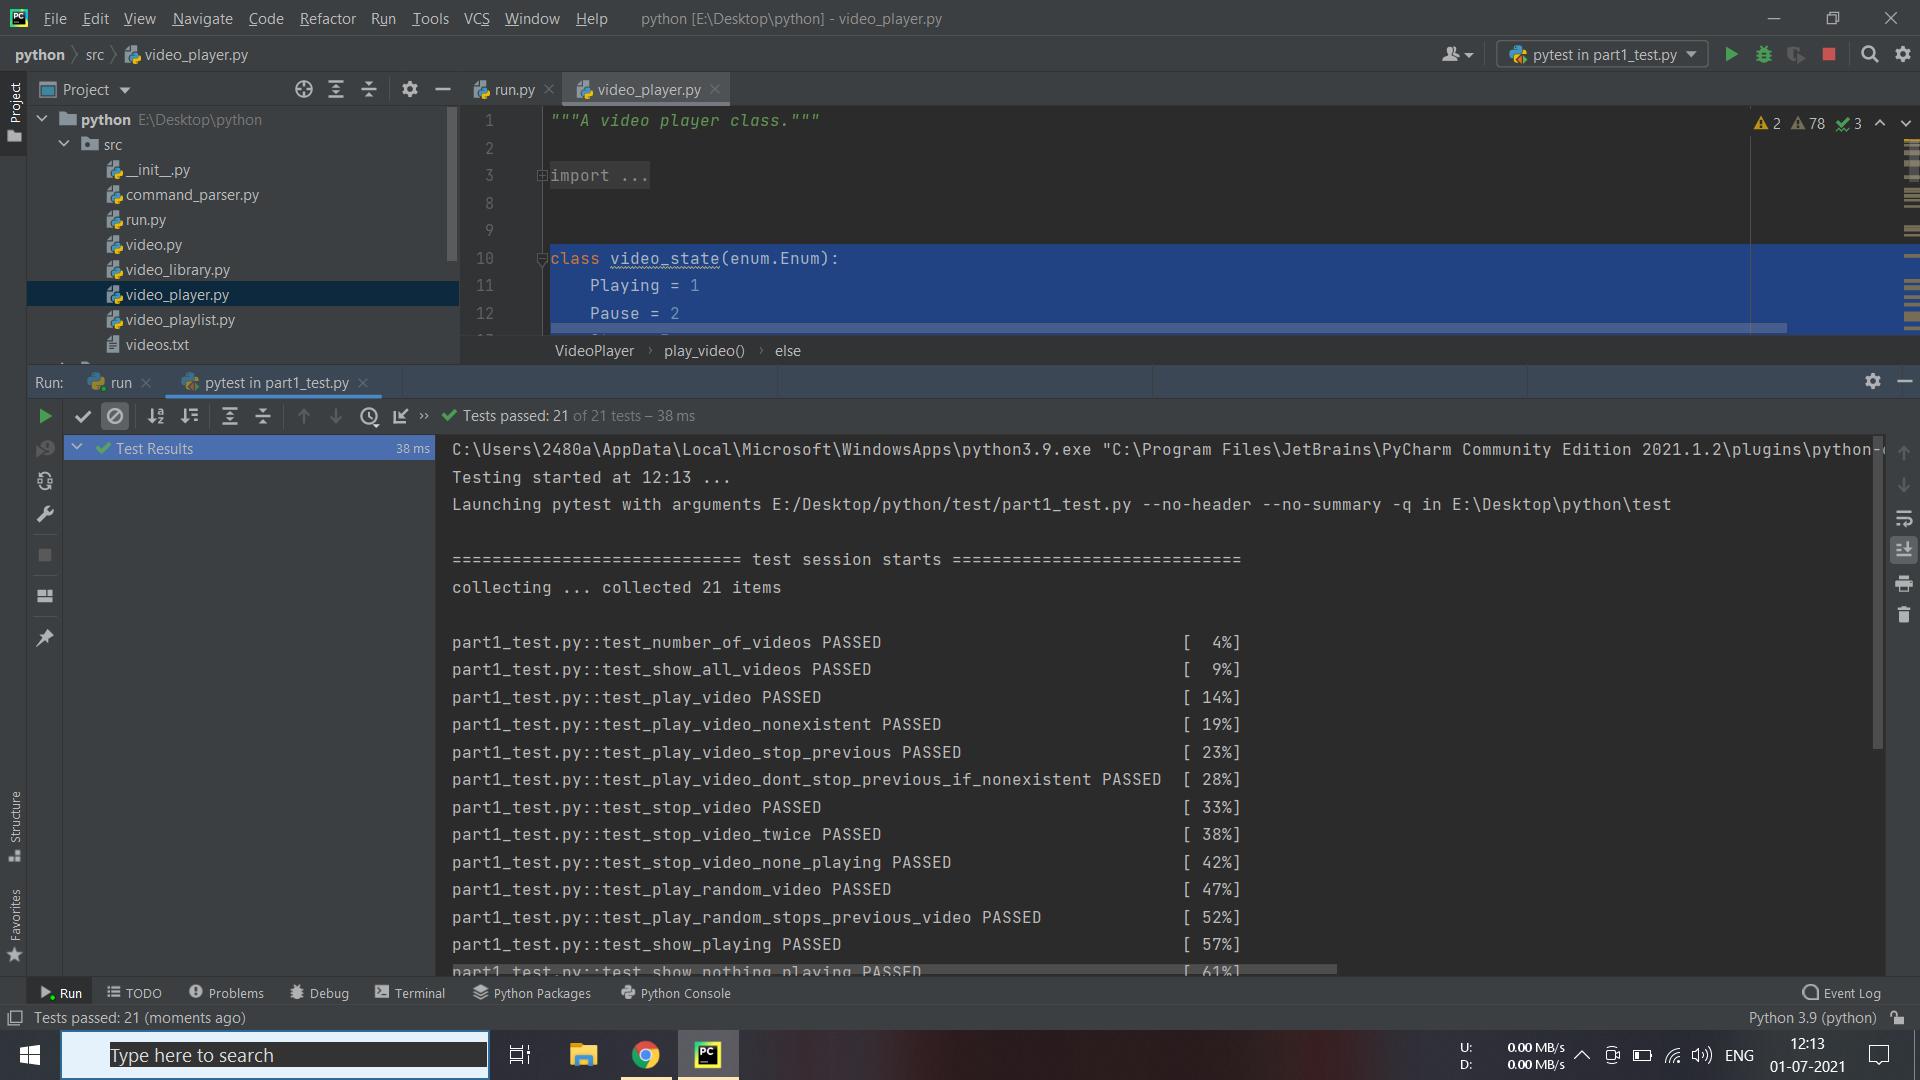 File Edit View Navigate Code Refactor Run Tools VCS Window Help python [E:\Desktop\python] - video_player.py
python src video_player.py pytest in part1_test.py
Project
Project
run.py video_player.py
python E:\Desktop\python
src
__init__.py
command_parser.py
run.py
video.py
video_library.py
video_player.py
video_playlist.py
videos.txt
2 78 3
1 """A video player class."""
2
3 import ...
8
9
10 class video_state(enum.Enum):
11 Playing = 1
12 Pause = 2
VideoPlayer play_video() else
Run: run pytest in part1_test.py
Tests passed: 21 of 21 tests – 38 ms
Test Results 38 ms
C:\Users\2480a\AppData\Local\Microsoft\WindowsApps\python3.9.exe "C:\Program Files\JetBrains\PyCharm Community Edition 2021.1.2\plugins\python-
Testing started at 12:13 ...
Launching pytest with arguments E:/Desktop/python/test/part1_test.py --no-header --no-summary -q in E:\Desktop\python\test
============================= test session starts =============================
collecting ... collected 21 items
part1_test.py::test_number_of_videos PASSED [ 4%]
part1_test.py::test_show_all_videos PASSED [ 9%]
part1_test.py::test_play_video PASSED [ 14%]
part1_test.py::test_play_video_nonexistent PASSED [ 19%]
part1_test.py::test_play_video_stop_previous PASSED [ 23%]
part1_test.py::test_play_video_dont_stop_previous_if_nonexistent PASSED [ 28%]
part1_test.py::test_stop_video PASSED [ 33%]
part1_test.py::test_stop_video_twice PASSED [ 38%]
part1_test.py::test_stop_video_none_playing PASSED [ 42%]
part1_test.py::test_play_random_video PASSED [ 47%]
part1_test.py::test_play_random_stops_previous_video PASSED [ 52%]
part1_test.py::test_show_playing PASSED [ 57%]
part1_test.py::test_show_nothing_playing PASSED [ 61%]
Structure
Favorites
Run TODO Problems Debug Terminal Python Packages Python Console Event Log
Tests passed: 21 (moments ago) Python 3.9 (python)
Type here to search
PC
U: 0.00 MB/s
D: 0.00 MB/s
ENG
12:13
01-07-2021